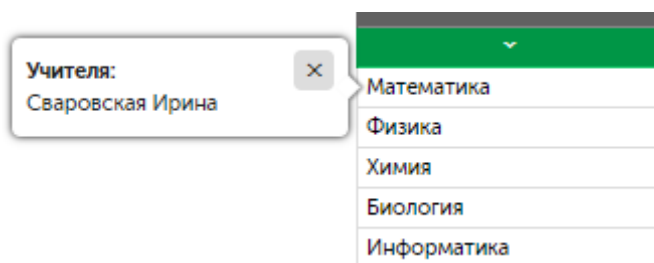 Учителя:
Сваровская Ирина
Математика
Физика
Химия
Биология
Информатика